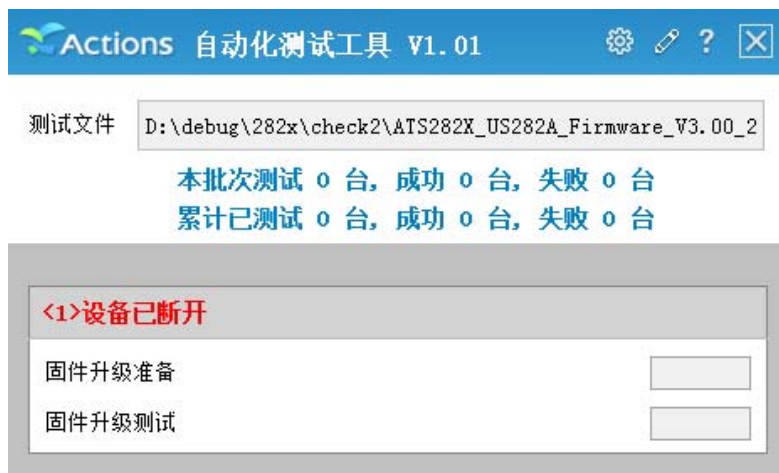 Actions 自动化测试工具 V1.01 ?
测试文件 D:\debug\282x\check2\ATS282X_US282A_Firmware_V3.00_2
本批次测试 0 台, 成功 0 台, 失败 0 台
累计已测试 0 台, 成功 0 台, 失败 0 台
<1>设备已断开
固件升级准备
固件升级测试